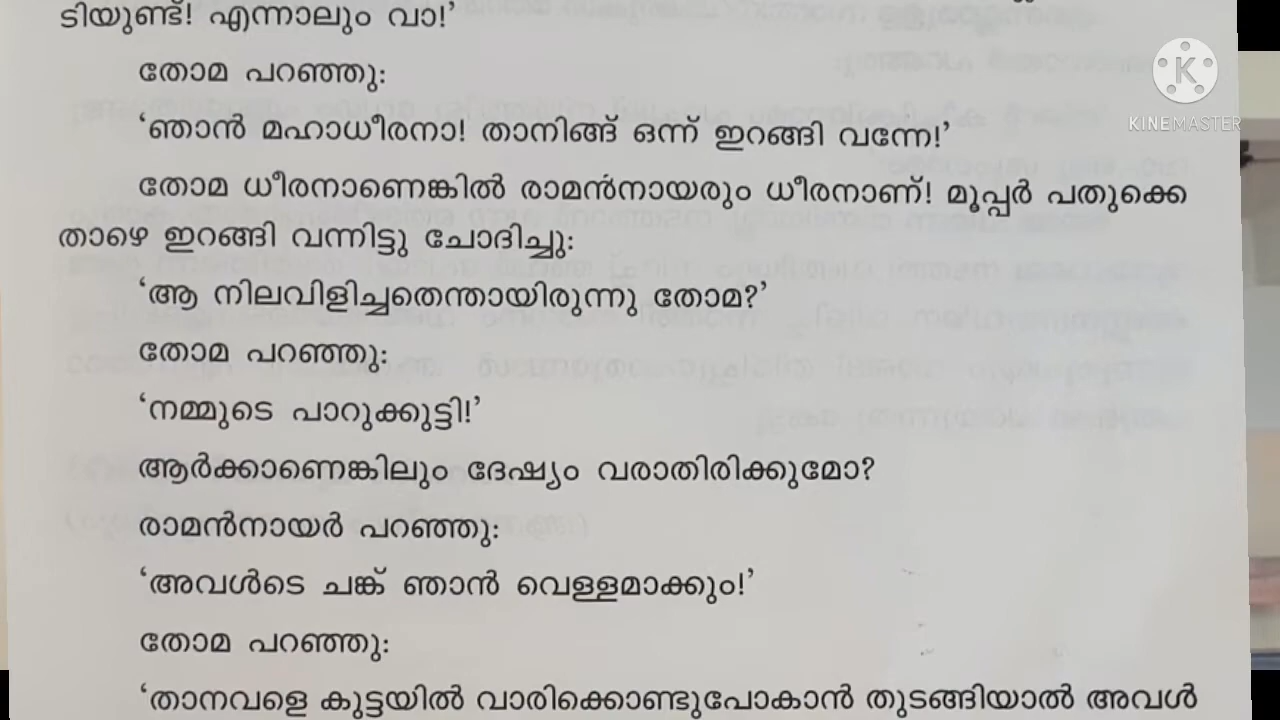 ടിയുണ്ട്! എന്നാലും വാ!’
തോമ പറഞ്ഞു:
‘ഞാൻ മഹാധീരനാ! താനിങ്ങ് ഒന്ന് ഇറങ്ങി വന്നേ!’
തോമ ധീരനാണെങ്കിൽ രാമൻനായരും ധീരനാണ്! മൂപ്പർ പതുക്കെ
താഴെ ഇറങ്ങി വന്നിട്ടു ചോദിച്ചു:
‘ആ നിലവിളിച്ചതെന്തായിരുന്നു തോമ?’
തോമ പറഞ്ഞു:
‘നമ്മുടെ പാറുക്കുട്ടി!’
ആർക്കാണെങ്കിലും ദേഷ്യം വരാതിരിക്കുമോ?
രാമൻനായർ പറഞ്ഞു:
‘അവൾടെ ചങ്ക് ഞാൻ വെള്ളമാക്കും!’
തോമ പറഞ്ഞു:
‘താനവളെ കുട്ടയിൽ വാരിക്കൊണ്ടുപോകാൻ തുടങ്ങിയാൽ അവൾ
K
KINEMASTER